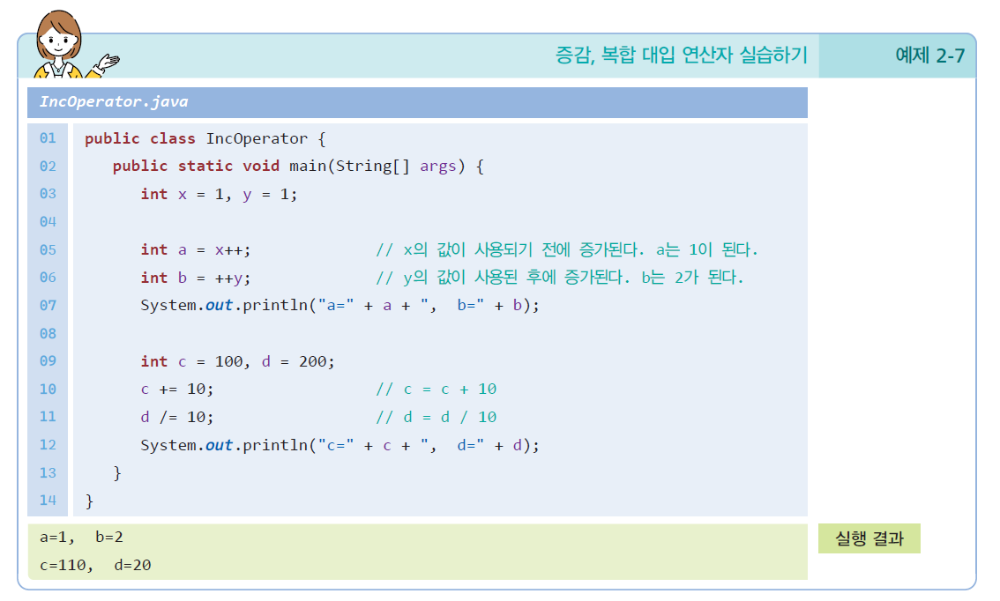 증감, 복합 대입 연산자 실습하기 예제 2-7
IncOperator.java
01 public class IncOperator {
02 public static void main(String[] args) {
03 int x = 1, y = 1;
04
05 int a = x++; // x의 값이 사용되기 전에 증가된다. a는 1이 된다.
06 int b = ++y; // y의 값이 사용된 후에 증가된다. b는 2가 된다.
07 System.out.println("a=" + a + ", b=" + b);
08
09 int c = 100, d = 200;
10 c += 10; // c = c + 10
11 d /= 10; // d = d / 10
12 System.out.println("c=" + c + ", d=" + d);
13 }
14 }
a=1, b=2 실행 결과
c=110, d=20